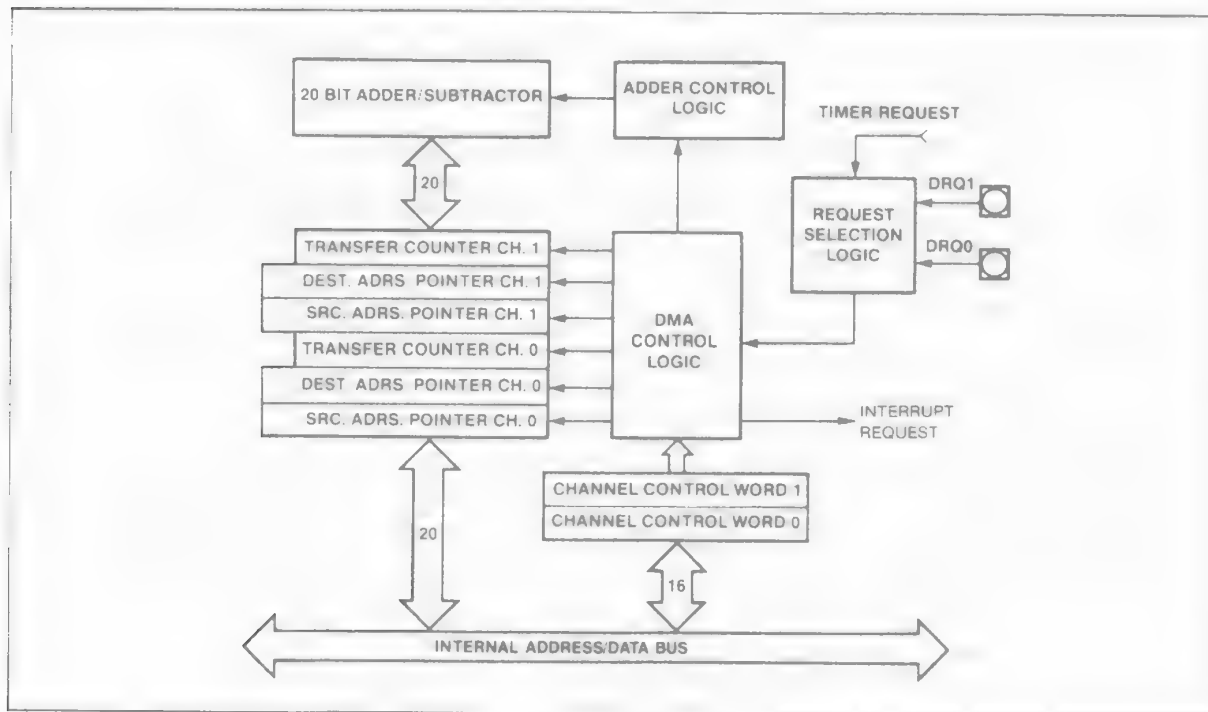 20 BIT ADDER/SUBTRACTOR
ADDER CONTROL
LOGIC
TIMER REQUEST
20
REQUEST
SELECTION
LOGIC
DRQ1
DRQ0
TRANSFER COUNTER CH. 1
DEST. ADRS. POINTER CH. 1
SRC. ADRS. POINTER CH. 1
TRANSFER COUNTER CH. 0
DEST ADRS POINTER CH. 0
SRC. ADRS. POINTER CH. 0
DMA
CONTROL
LOGIC
INTERRUPT
REQUEST
CHANNEL CONTROL WORD 1
CHANNEL CONTROL WORD 0
20
16
INTERNAL ADDRESS/DATA BUS